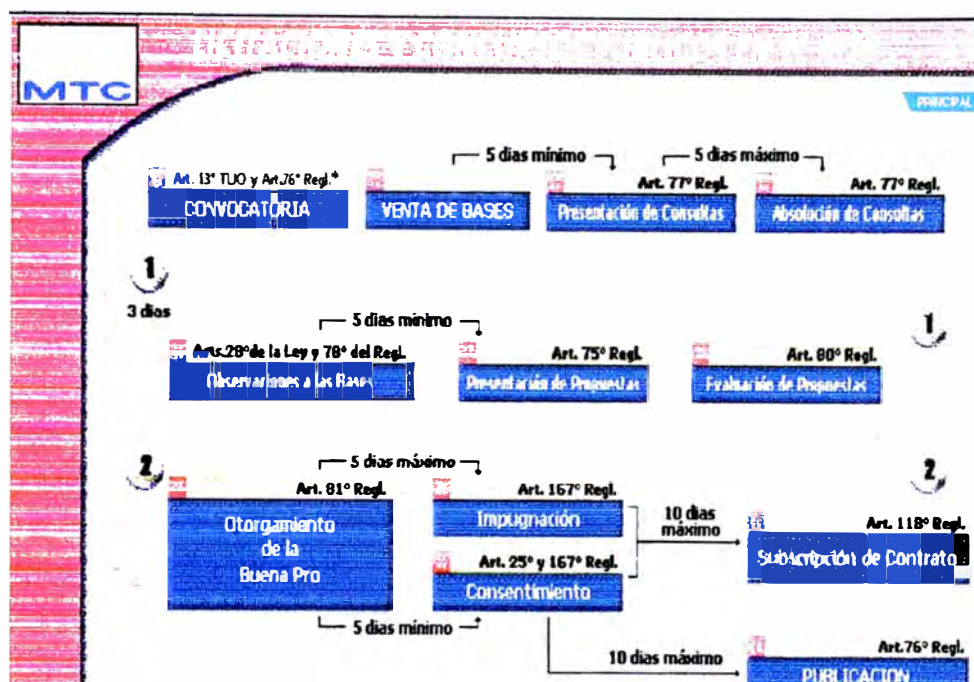 MTC
PRINCIPAL
5 dias mínimo
5 dias máximo
Art. 13° TUO y Art.76° Regl.*
Art. 77° Regl.
Art. 77° Regl.
CONVOCATORIA
VENTA DE BASES
Presentación de Consultas
Absolución de Consultas
1
3 dias
5 dias mínimo
1
Arts.28°de la Ley y 78° del Regl.
Art. 75° Regl.
Art. 80° Regl.
Observaciones a las Bases
Presentación de Propuestas
Evaluación de Propuestas
2
5 dias máximo
2
Art. 81° Regl.
Art. 167° Regl.
Otorgamiento
de la
Buena Pro
Impugnación
10 dias
máximo
Art. 118° Regl.
Subscripción de Contrato
Art. 25° y 167° Regl.
Consentimiento
5 dias mínimo
10 dias máximo
Art.76° Regl.
PUBLICACION